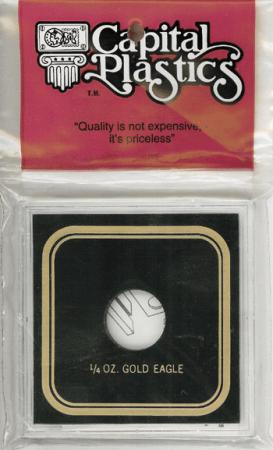 Capital
Plastics
T.M.
"Quality is not expensive,
it's priceless"
1/4 OZ. GOLD EAGLE